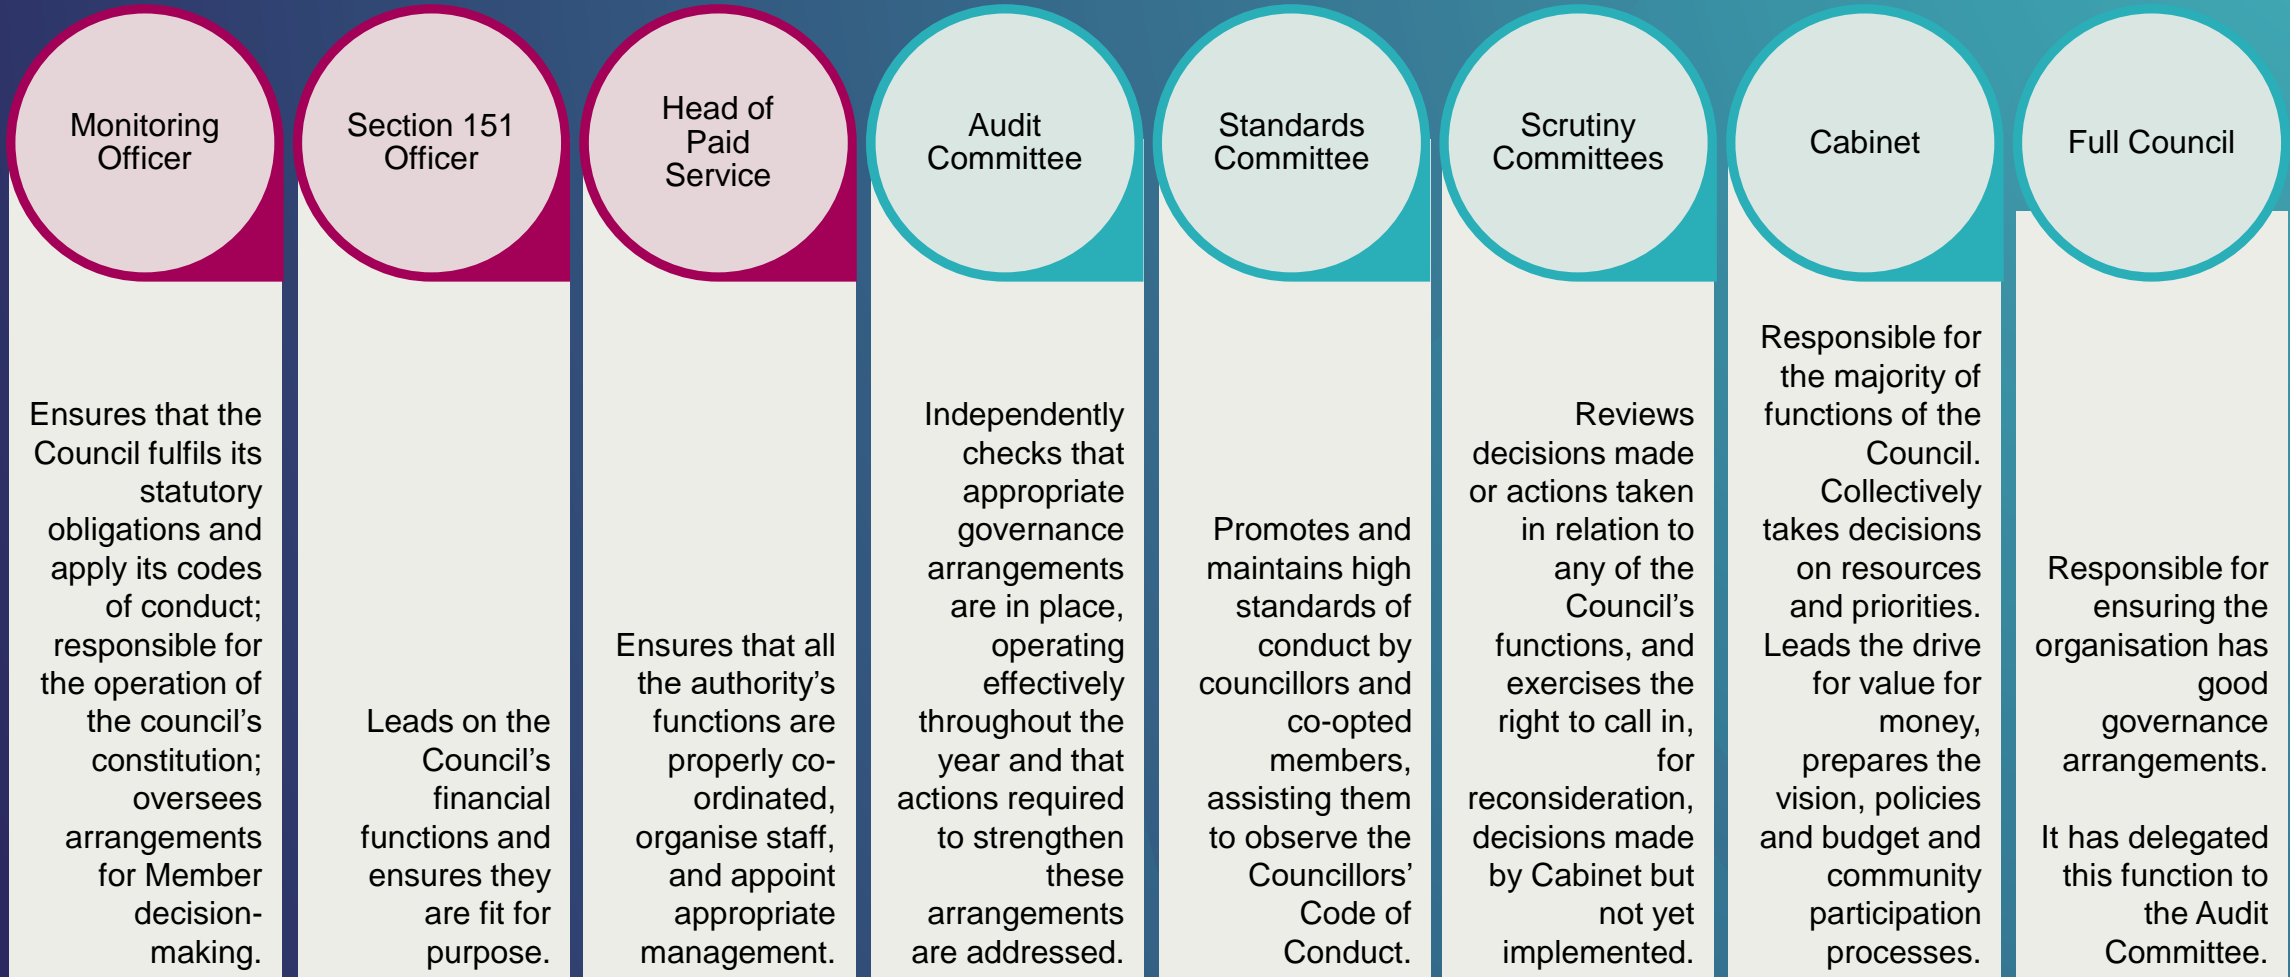 Monitoring
Officer
Ensures that the
Council fulfils its
statutory
obligations and
apply its codes
of conduct;
responsible for
the operation of
the council’s
constitution;
oversees
arrangements
for Member
decision-
making.
Section 151
Officer
Leads on the
Council’s
financial
functions and
ensures they
are fit for
purpose.
Head of
Paid
Service
Ensures that all
the authority’s
functions are
properly co-
ordinated,
organise staff,
and appoint
appropriate
management.
Audit
Committee
Independently
checks that
appropriate
governance
arrangements
are in place,
operating
effectively
throughout the
year and that
actions required
to strengthen
these
arrangements
are addressed.
Standards
Committee
Promotes and
maintains high
standards of
conduct by
councillors and
co-opted
members,
assisting them
to observe the
Councillors’
Code of
Conduct.
Scrutiny
Committees
Reviews
decisions made
or actions taken
in relation to
any of the
Council’s
functions, and
exercises the
right to call in,
for
reconsideration,
decisions made
by Cabinet but
not yet
implemented.
Cabinet
Responsible for
the majority of
functions of the
Council.
Collectively
takes decisions
on resources
and priorities.
Leads the drive
for value for
money,
prepares the
vision, policies
and budget and
community
participation
processes.
Full Council
Responsible for
ensuring the
organisation has
good
governance
arrangements.
It has delegated
this function to
the Audit
Committee.